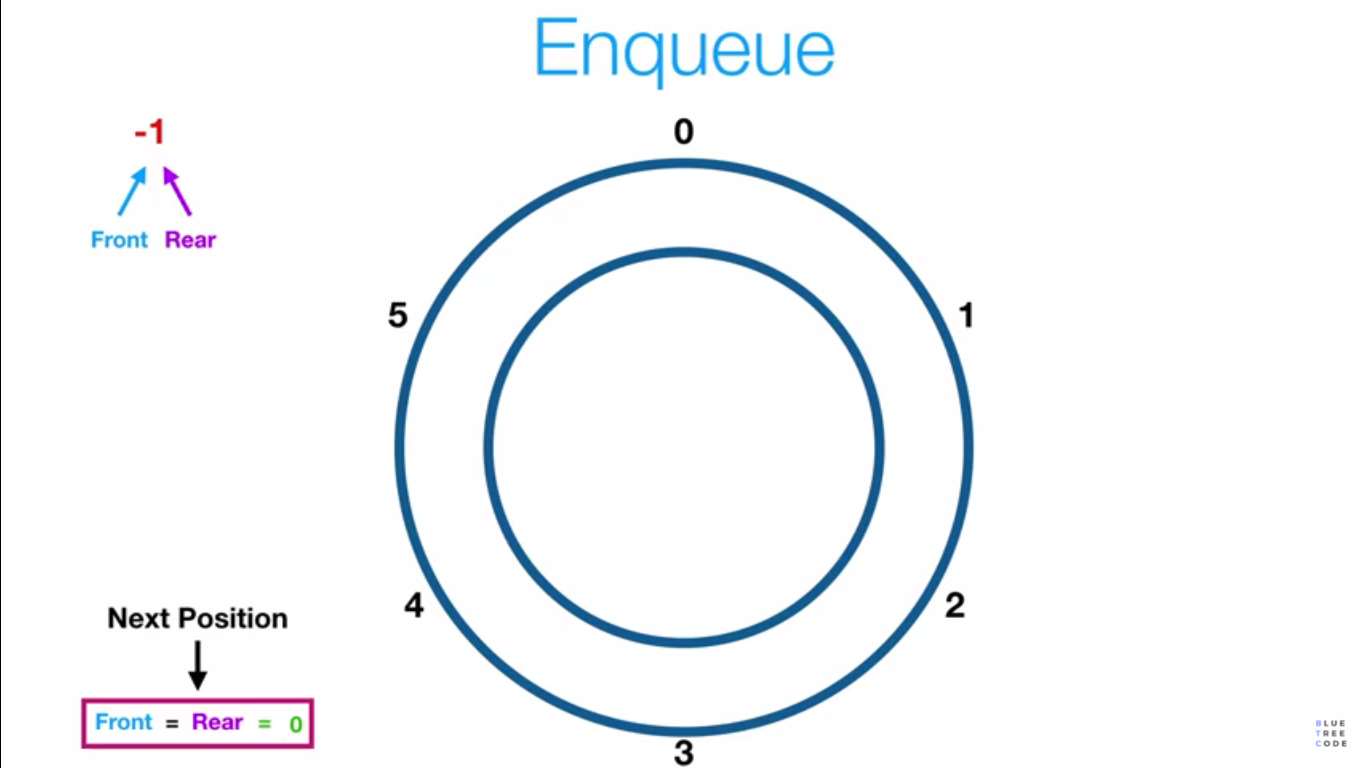 Enqueue
-1
0
Front Rear
5
1
4
2
Next Position
Front = Rear = 0
3
BLUE
TREE
CODE